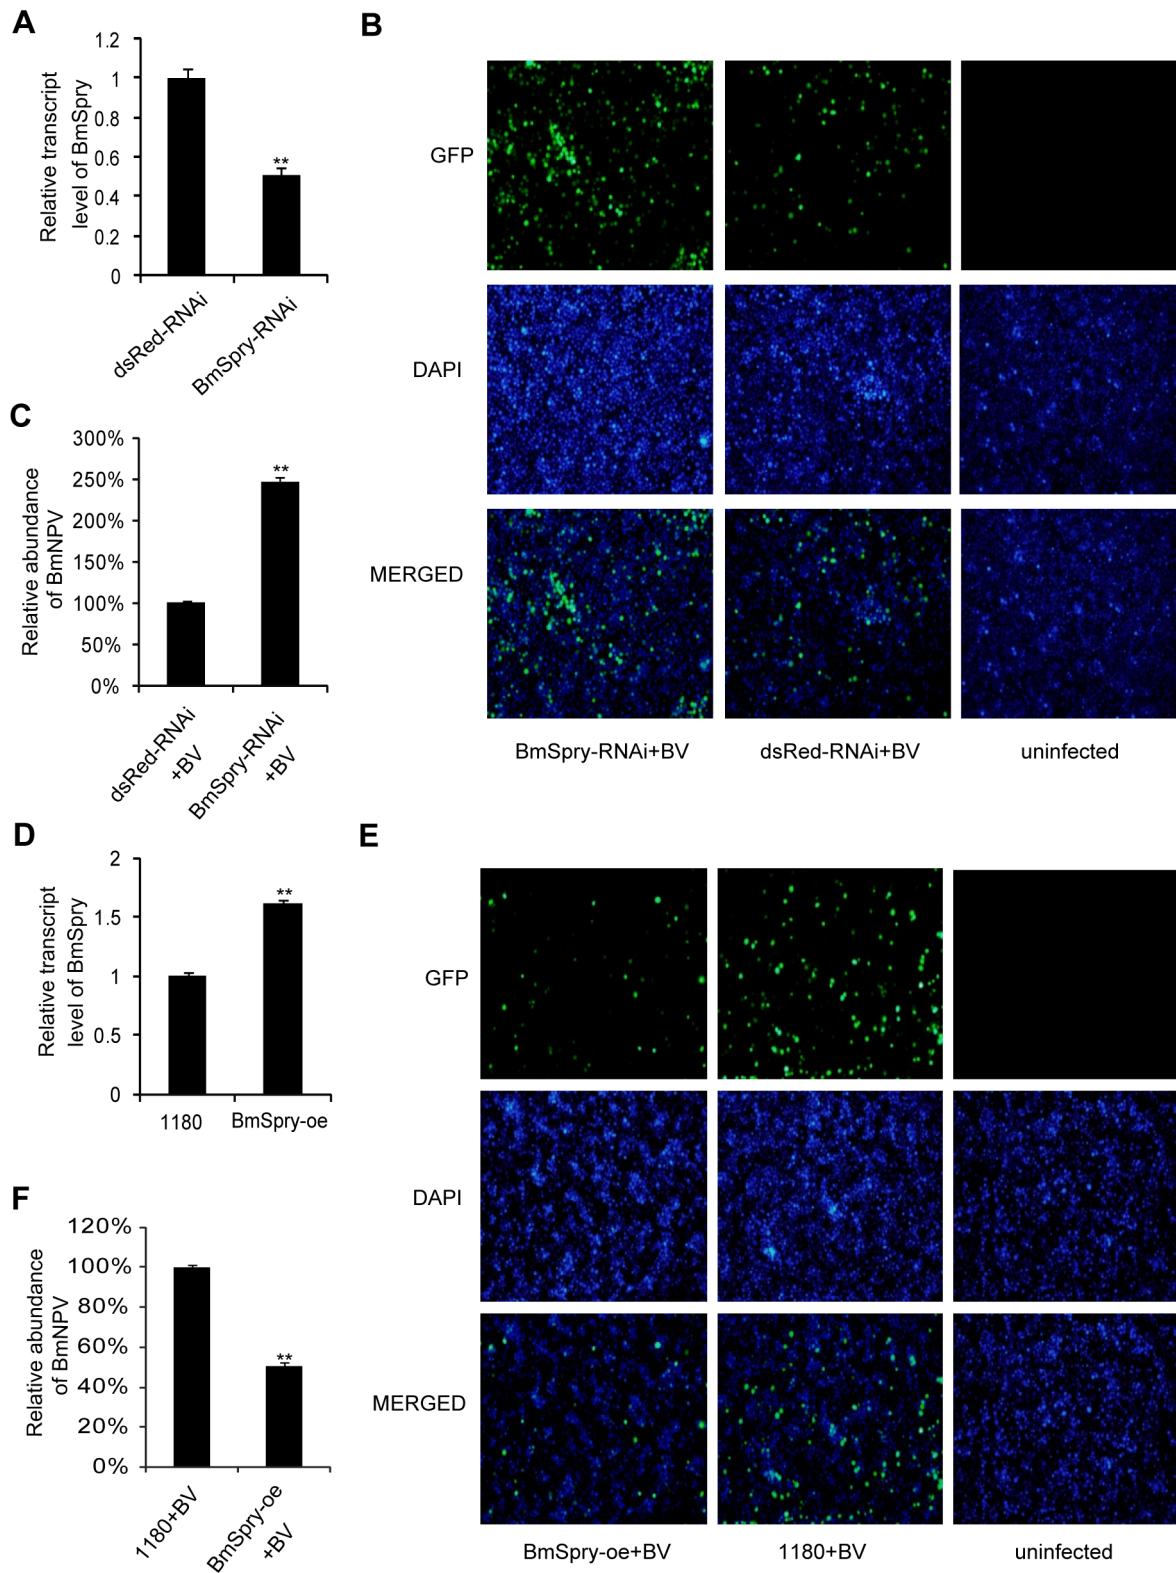 A
Relative transcript
level of BmSpry
1.2
1
0.8
0.6
0.4
0.2
0
**
dsRed-RNAi
BmSpry-RNAi
B
GFP
DAPI
MERGED
BmSpry-RNAi+BV
dsRed-RNAi+BV
uninfected
C
Relative abundance
of BmNPV
300%
250%
200%
150%
100%
50%
0%
**
dsRed-RNAi
+BV
BmSpry-RNAi
+BV
D
Relative transcript
level of BmSpry
2
1.5
1
0.5
0
**
1180
BmSpry-oe
E
GFP
DAPI
MERGED
BmSpry-oe+BV
1180+BV
uninfected
F
Relative abundance
of BmNPV
120%
100%
80%
60%
40%
20%
0%
**
1180+BV
BmSpry-oe
+BV